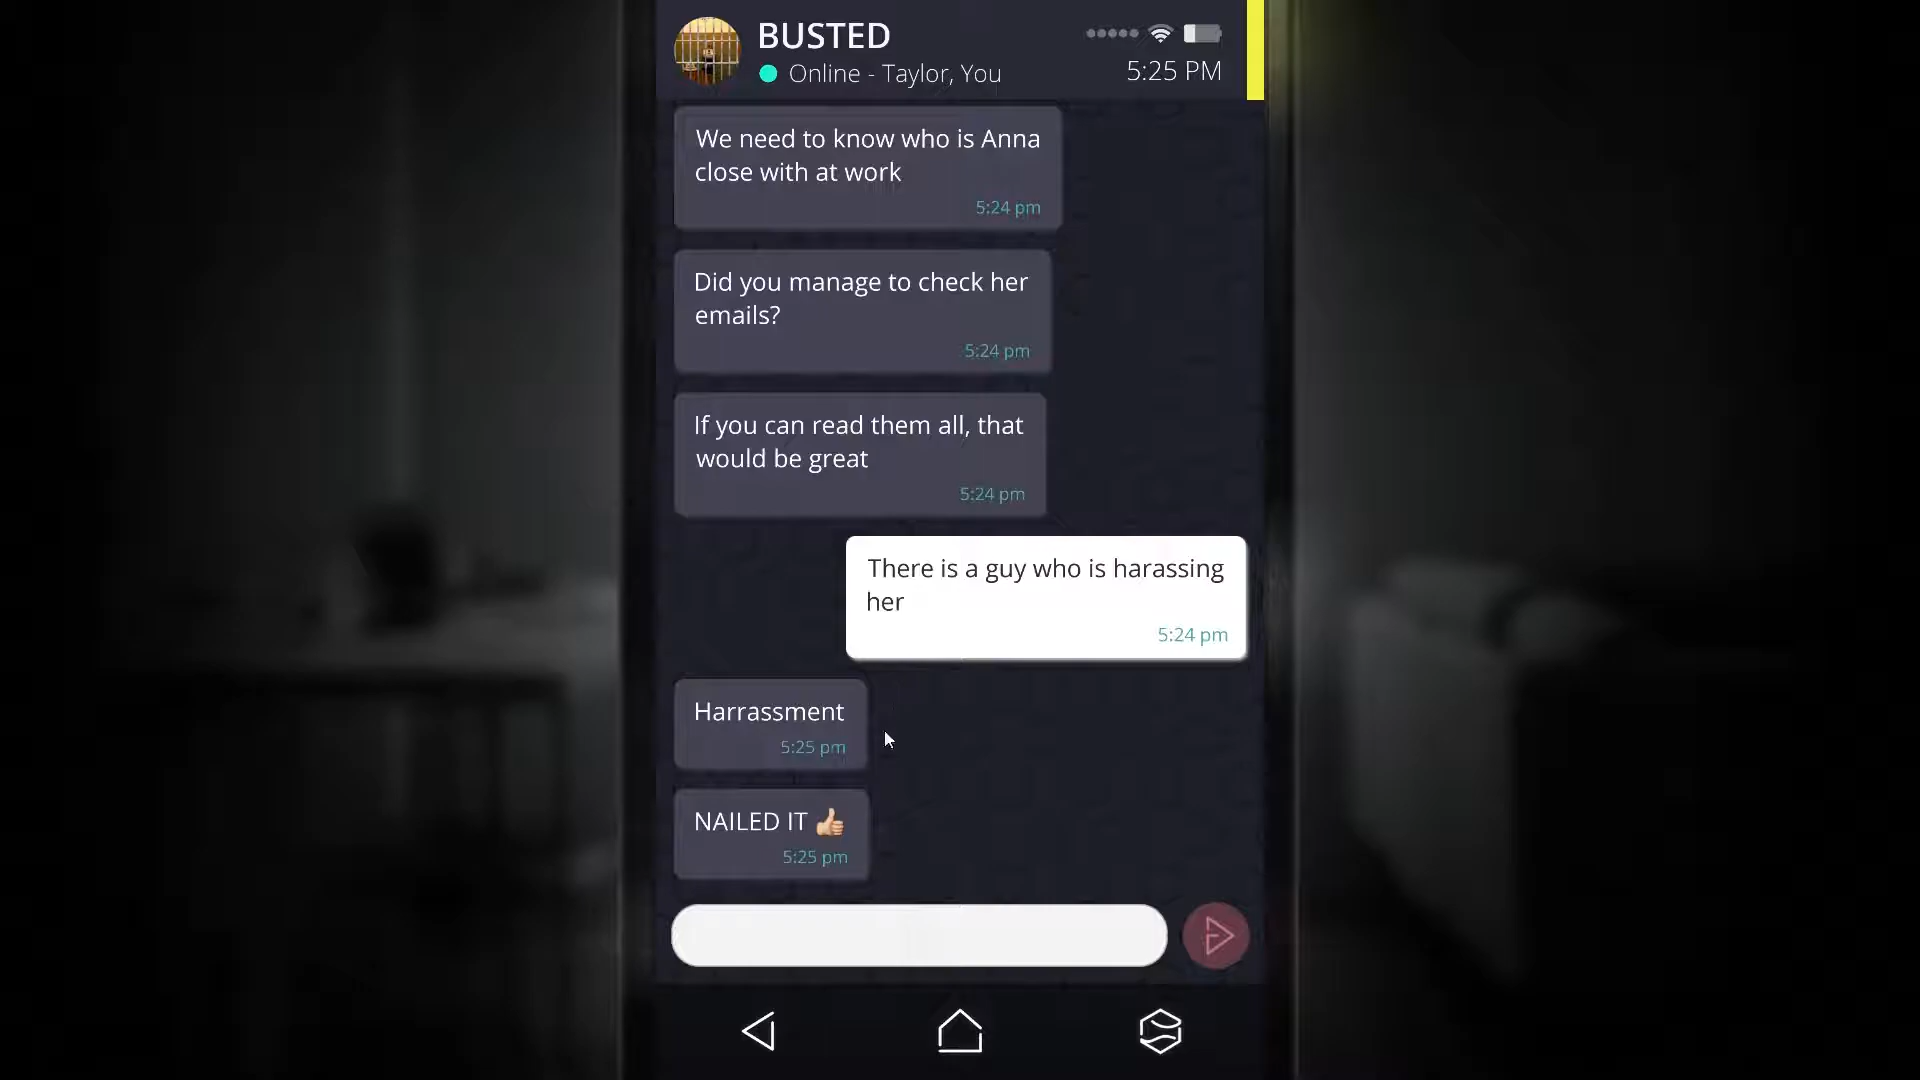 BUSTED
Online - Taylor, You
5:25 PM
We need to know who is Anna
close with at work
5:24 pm
Did you manage to check her
emails?
5:24 pm
If you can read them all, that
would be great
5:24 pm
There is a guy who is harassing
her
5:24 pm
Harrassment
5:25 pm
NAILED IT 👍🏼
5:25 pm